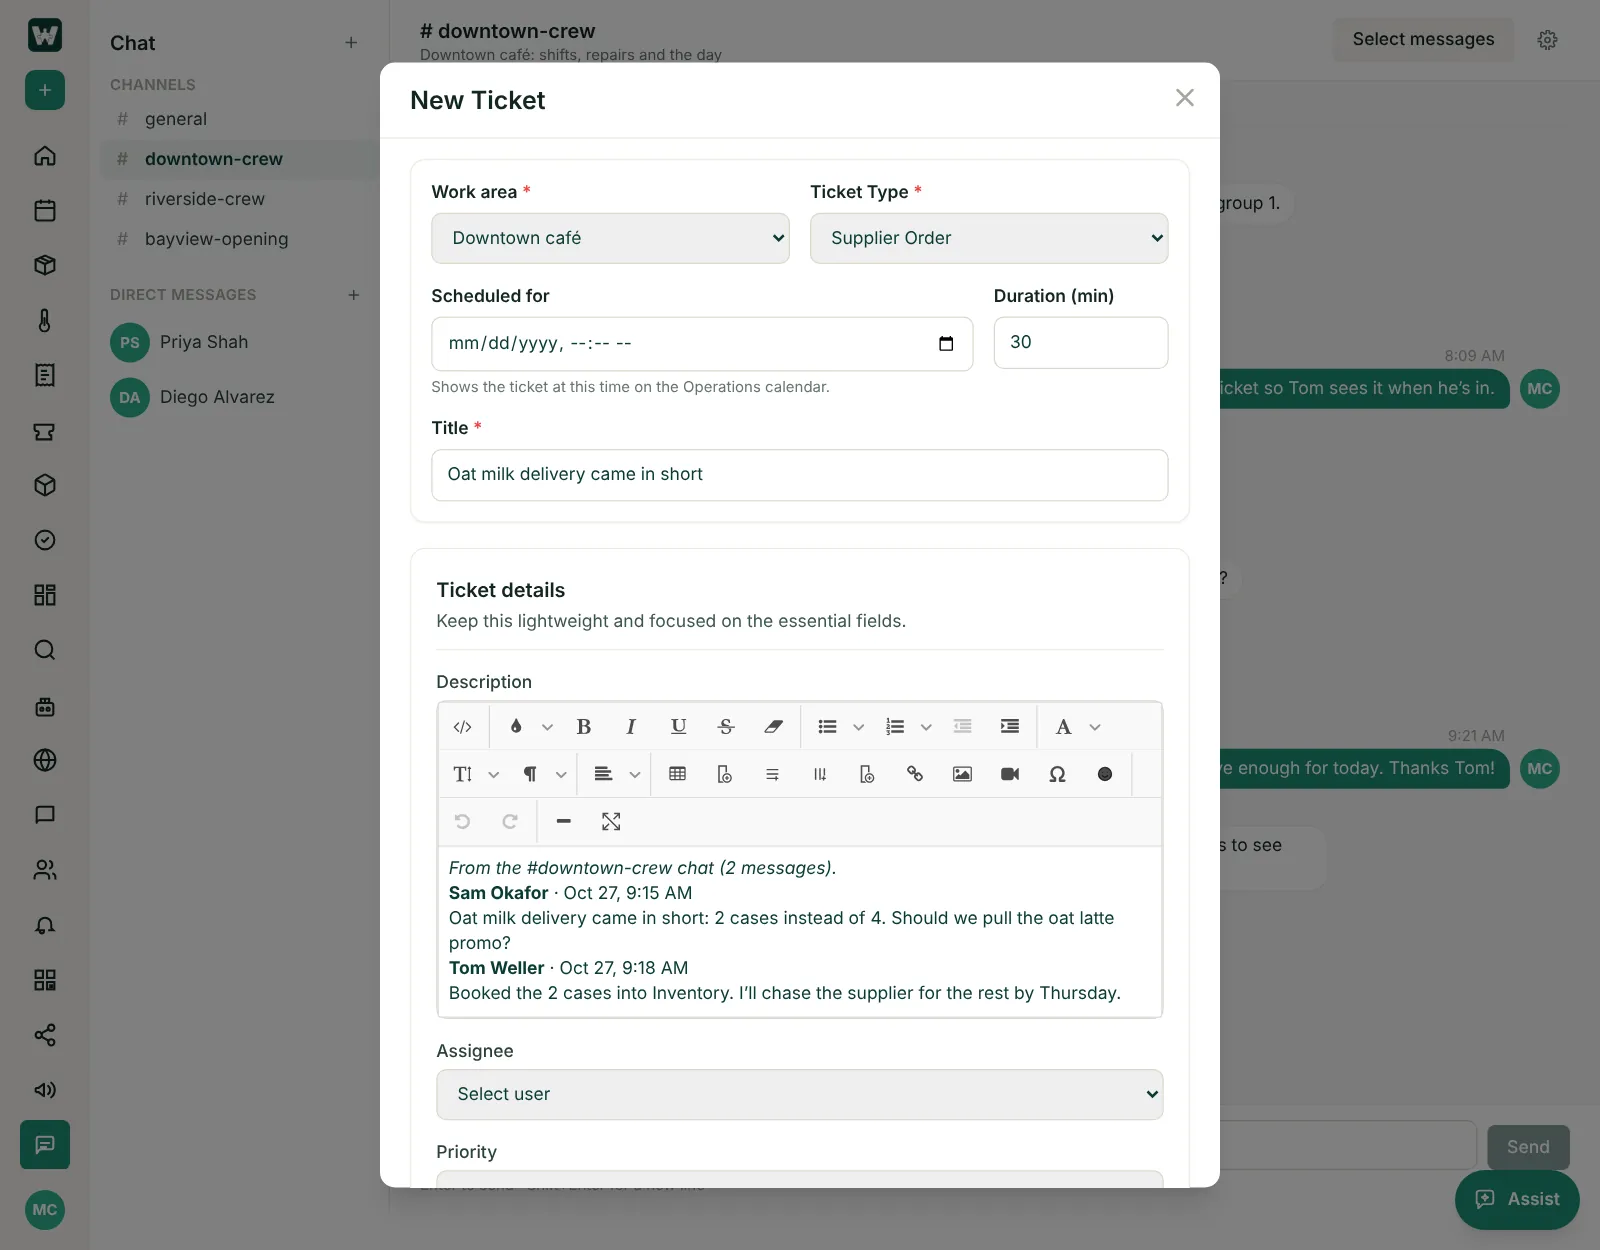 Chat
CHANNELS
# general
# downtown-crew
# riverside-crew
# bayview-opening
DIRECT MESSAGES
PS Priya Shah
DA Diego Alvarez
MC
# downtown-crew
Downtown café: shifts, repairs and the day
Select messages
group 1.
8:09 AM
icket so Tom sees it when he’s in.
MC
?
9:21 AM
ve enough for today. Thanks Tom!
MC
s to see
Send
Assist
New Ticket
Work area *
Ticket Type *
Downtown café
Supplier Order
Scheduled for
Duration (min)
mm/dd/yyyy, --:-- --
30
Shows the ticket at this time on the Operations calendar.
Title *
Oat milk delivery came in short
Ticket details
Keep this lightweight and focused on the essential fields.
Description
From the #downtown-crew chat (2 messages).
Sam Okafor · Oct 27, 9:15 AM
Oat milk delivery came in short: 2 cases instead of 4. Should we pull the oat latte
promo?
Tom Weller · Oct 27, 9:18 AM
Booked the 2 cases into Inventory. I’ll chase the supplier for the rest by Thursday.
Assignee
Select user
Priority